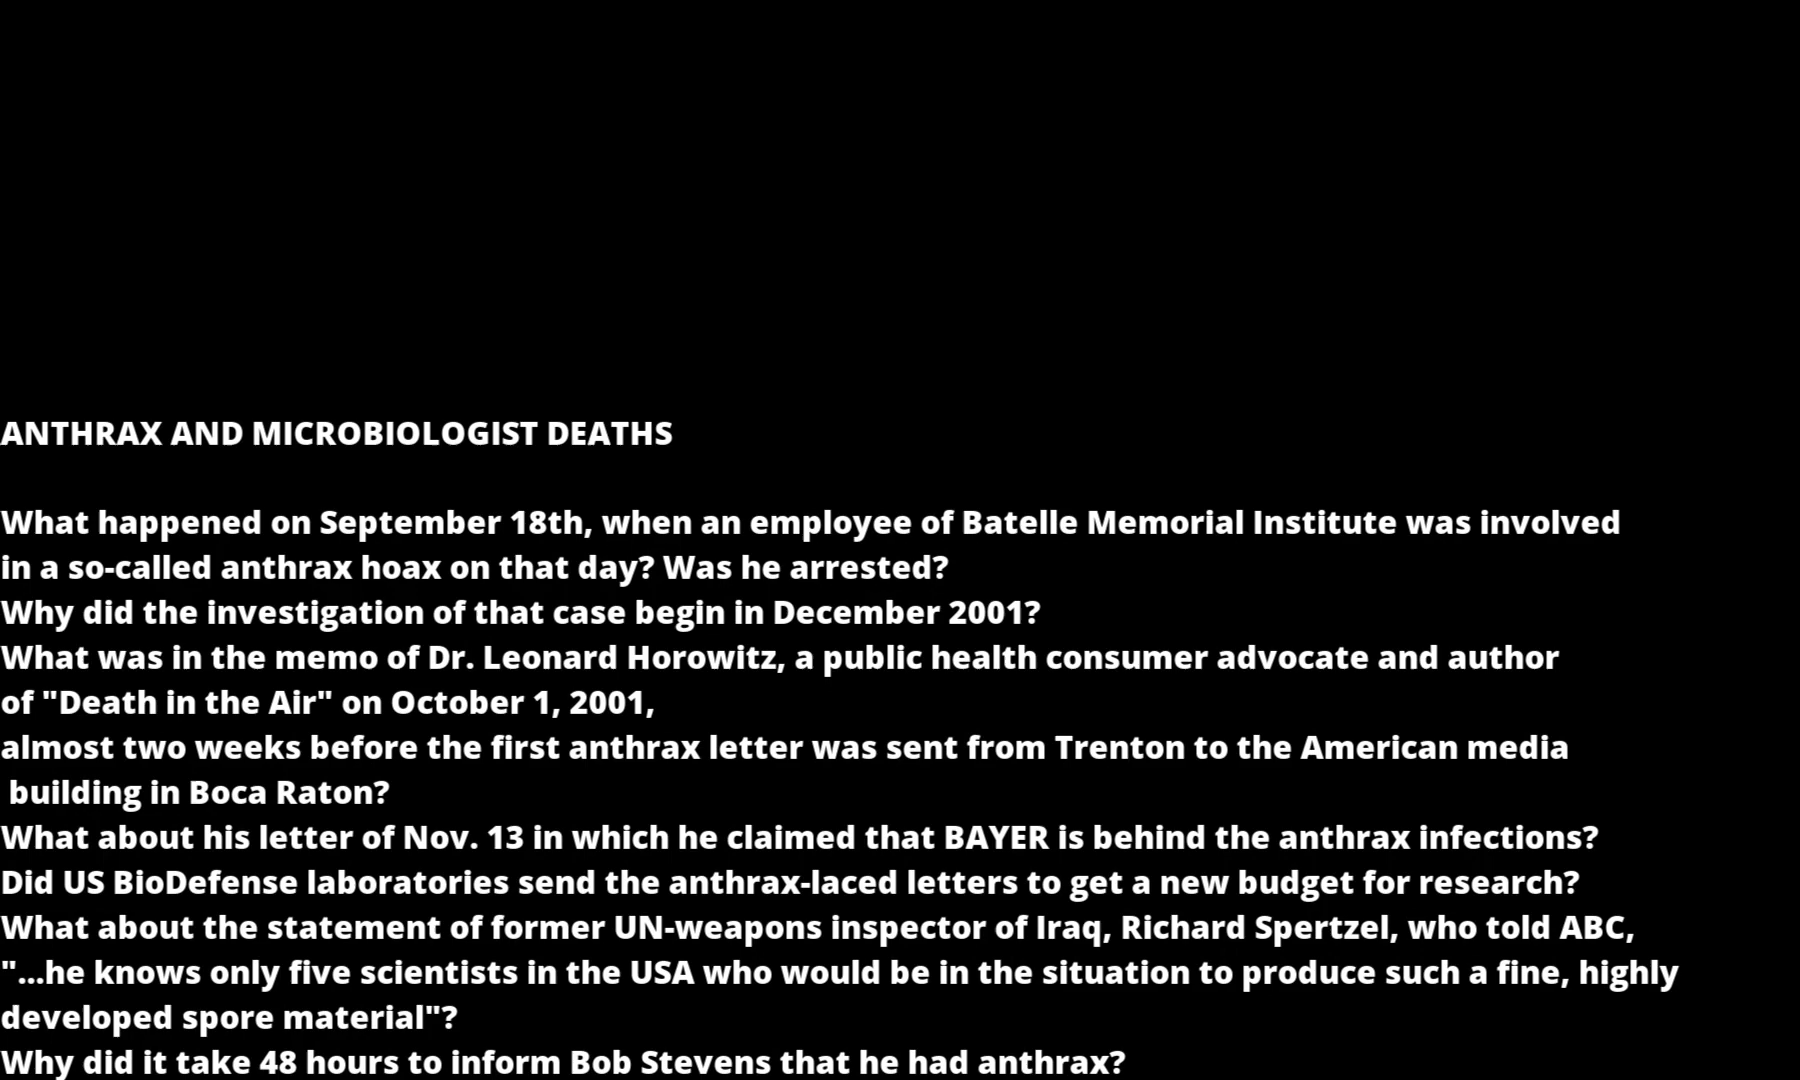 ANTHRAX AND MICROBIOLOGIST DEATHS
What happened on September 18th, when an employee of Batelle Memorial Institute was involved
in a so-called anthrax hoax on that day? Was he arrested?
Why did the investigation of that case begin in December 2001?
What was in the memo of Dr. Leonard Horowitz, a public health consumer advocate and author
of "Death in the Air" on October 1, 2001,
almost two weeks before the first anthrax letter was sent from Trenton to the American media
building in Boca Raton?
What about his letter of Nov. 13 in which he claimed that BAYER is behind the anthrax infections?
Did US BioDefense laboratories send the anthrax-laced letters to get a new budget for research?
What about the statement of former UN-weapons inspector of Iraq, Richard Spertzel, who told ABC,
"...he knows only five scientists in the USA who would be in the situation to produce such a fine, highly
developed spore material"?
Why did it take 48 hours to inform Bob Stevens that he had anthrax?